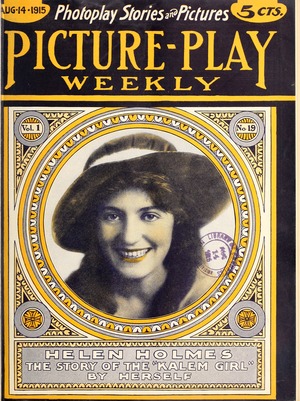 AUG·14·1915
Photoplay Stories and Pictures
5 CTS.
PICTURE-PLAY
WEEKLY
Vol. 1
No 19
HELEN HOLMES
THE STORY OF THE "KALEM GIRL"
BY HERSELF